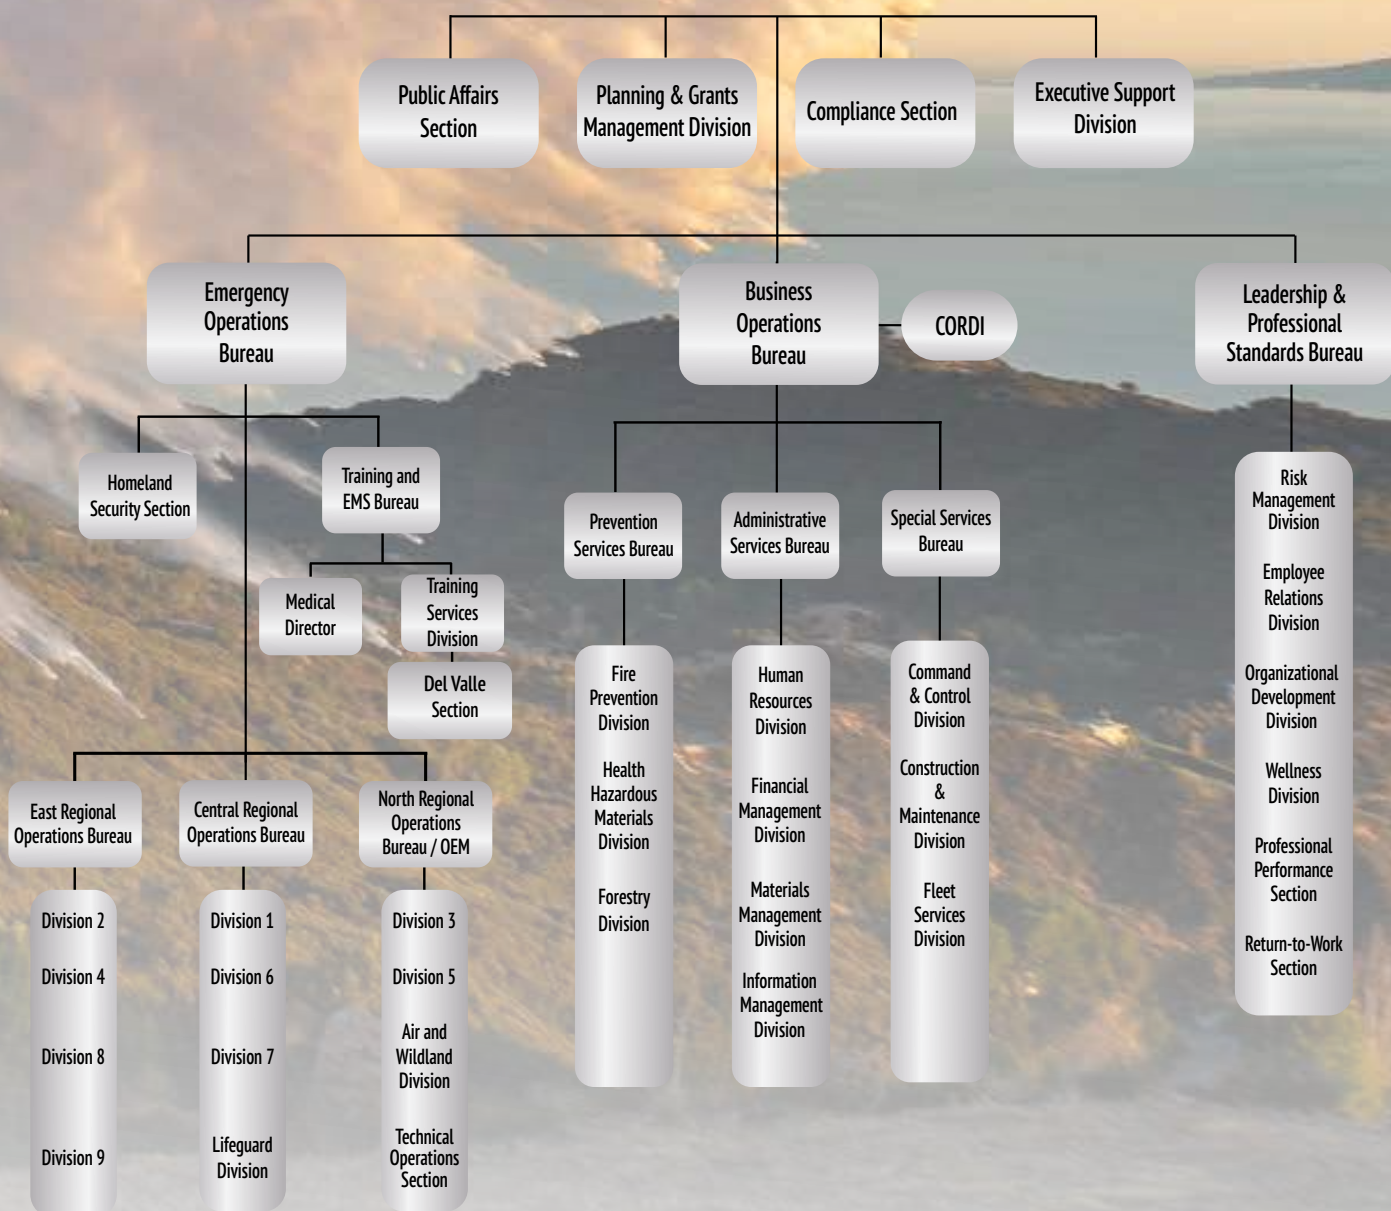 Public Affairs
Section
Planning & Grants
Management Division
Compliance Section
Executive Support
Division
Emergency
Operations
Bureau
Business
Operations
Bureau
CORDI
Leadership &
Professional
Standards Bureau
Homeland
Security Section
Training and
EMS Bureau
Medical
Director
Training
Services
Division
Del Valle
Section
Prevention
Services Bureau
Administrative
Services Bureau
Special Services
Bureau
East Regional
Operations Bureau
Central Regional
Operations Bureau
North Regional
Operations
Bureau / OEM
Division 2
Division 4
Division 8
Division 9
Division 1
Division 6
Division 7
Lifeguard
Division
Division 3
Division 5
Air and
Wildland
Division
Technical
Operations
Section
Fire
Prevention
Division
Health
Hazardous
Materials
Division
Forestry
Division
Human
Resources
Division
Financial
Management
Division
Materials
Management
Division
Information
Management
Division
Command
& Control
Division
Construction
&
Maintenance
Division
Fleet
Services
Division
Risk
Management
Division
Employee
Relations
Division
Organizational
Development
Division
Wellness
Division
Professional
Performance
Section
Return-to-Work
Section